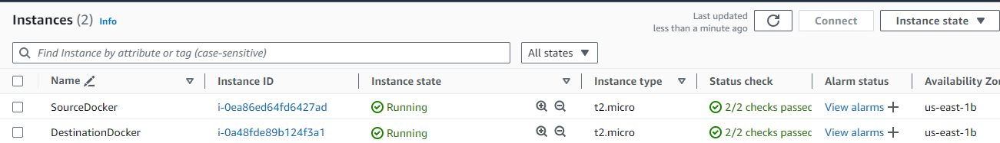 Instances (2) Info
Last updated
less than a minute ago
Connect
Instance state
Find Instance by attribute or tag (case-sensitive)
All states
Name Instance ID Instance state Instance type Status check Alarm status Availability Zo
SourceDocker i-0ea86ed64fd6427ad Running t2.micro 2/2 checks passed View alarms us-east-1b
DestinationDocker i-0a48fde89b124f3a1 Running t2.micro 2/2 checks passed View alarms us-east-1b